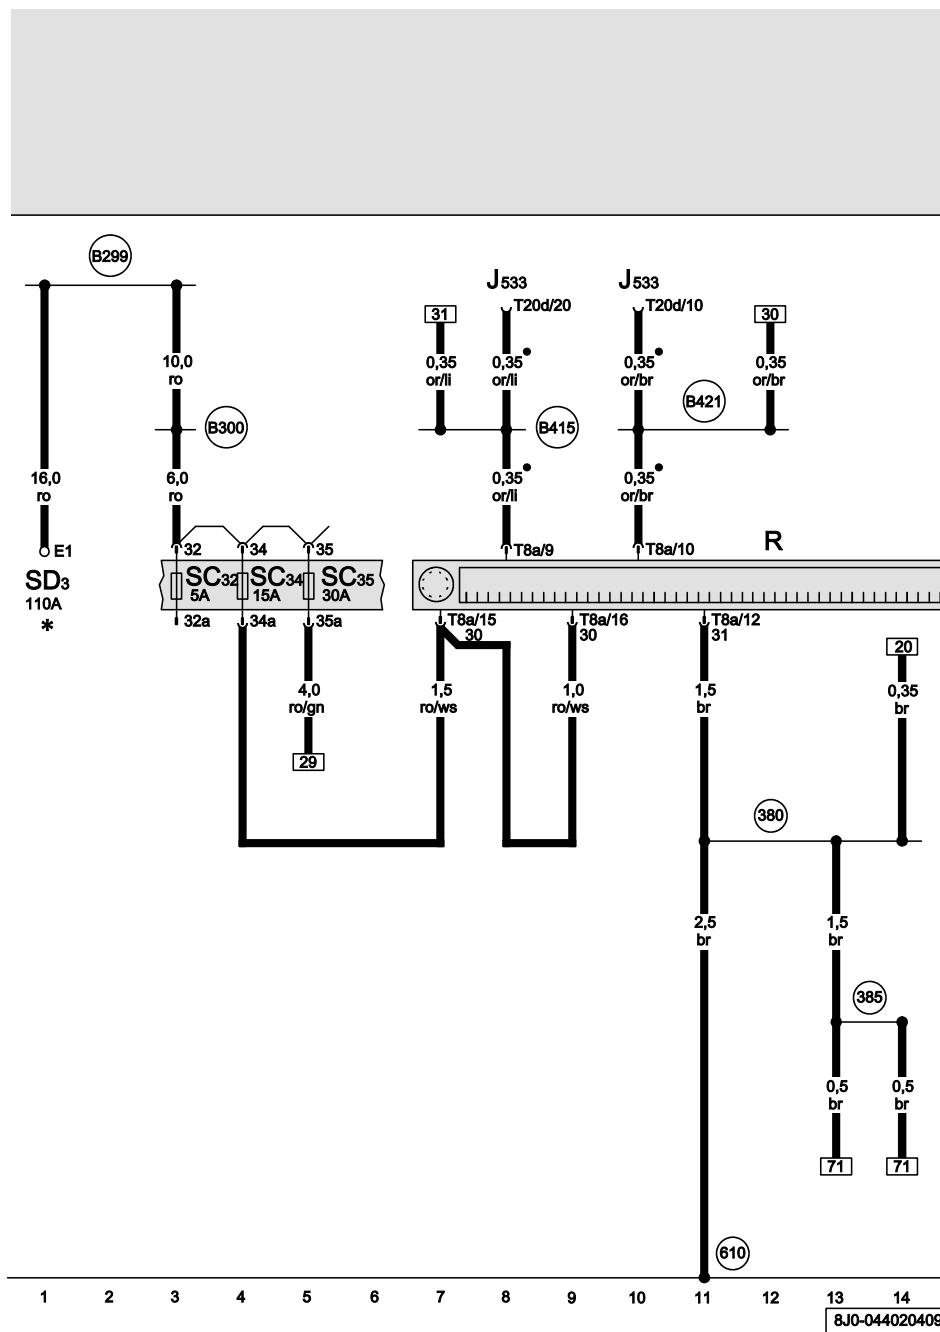 B299
J533 J533
T20d/20 T20d/10
31 30
10,0 0,35 0,35 0,35 0,35
ro or/li or/li or/br or/br
B421
B300 B415
16,0 6,0 0,35 0,35
ro ro or/li or/br
E1 32 34 35 T8a/9 T8a/10 R
SD3 SC32 SC34 SC35
110A 5A 15A 30A
*
32a 34a 35a T8a/15 T8a/16 T8a/12
30 30 31
20
4,0 1,5 1,0 1,5 0,35
ro/gn ro/ws ro/ws br br
29
380
2,5 1,5
br br
385
0,5 0,5
br br
71 71
610
1 2 3 4 5 6 7 8 9 10 11 12 13 14
8J0-044020409